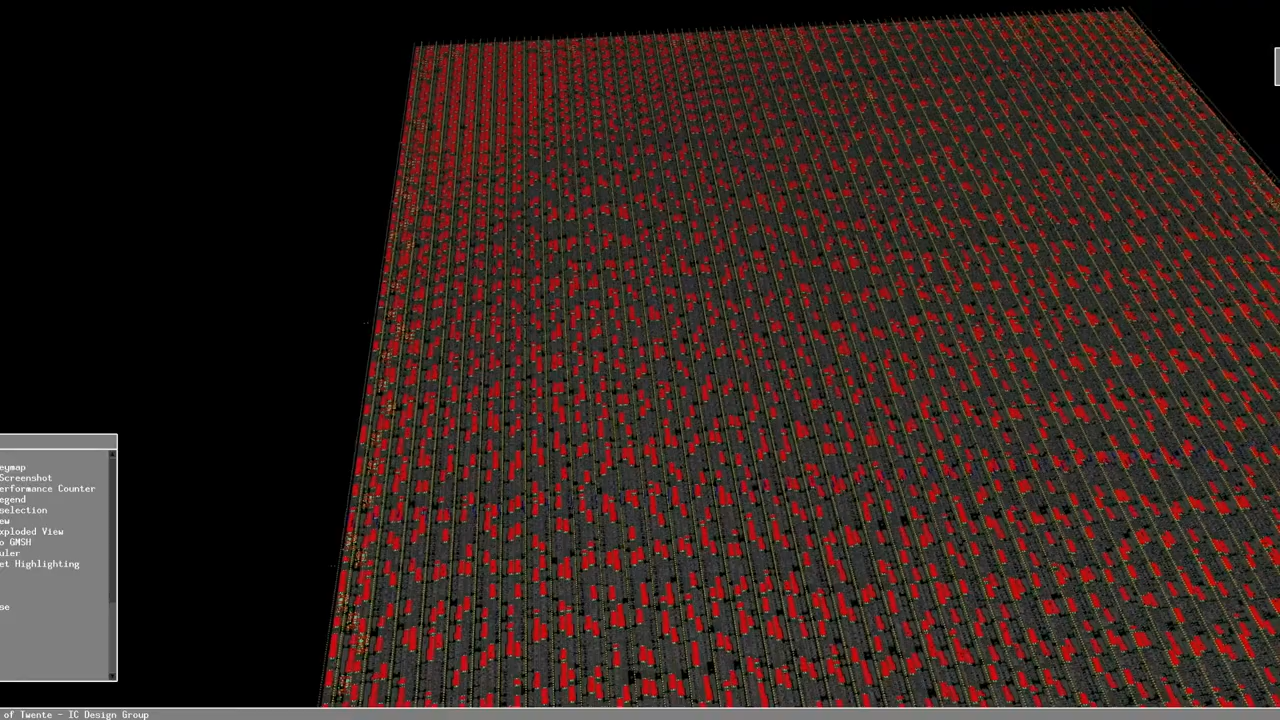 eymap
Screenshot
erformance Counter
egend
selection
ew
xploded View
o GMSH
uler
et Highlighting
se
of Twente - IC Design Group